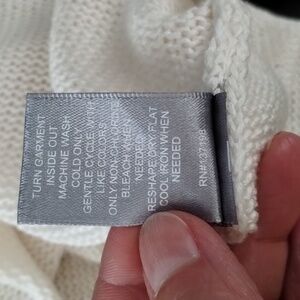 TURN GARMENT
INSIDE OUT
MACHINE WASH
COLD ONLY
GENTLE CYCLE WITH
LIKE COLORS
ONLY NON-CHLORINE
BLEACH WHEN
NEEDED
RESHAPE DRY FLAT
COOL IRON WHEN
NEEDED